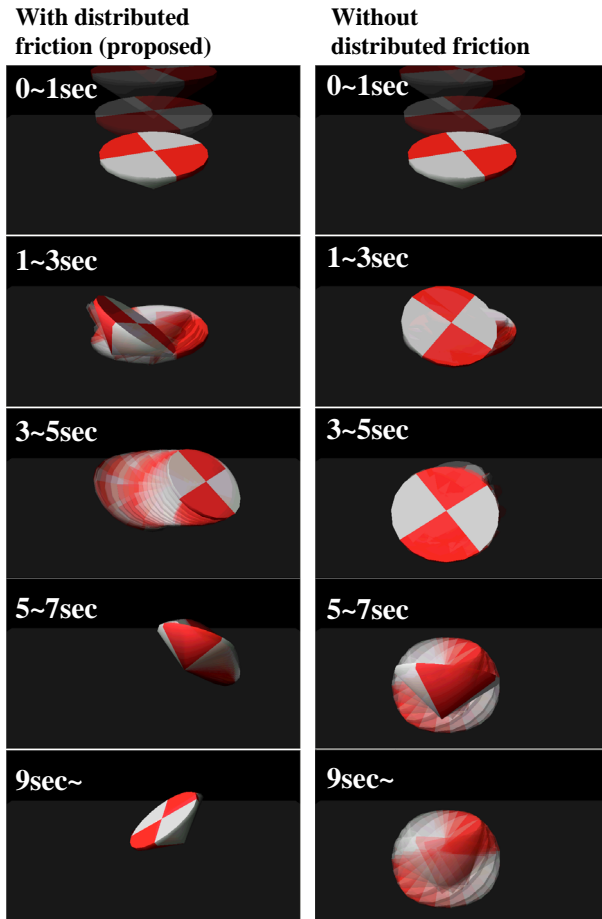 With distributed
friction (proposed)
Without
distributed friction
0~1sec
0~1sec
1~3sec
1~3sec
3~5sec
3~5sec
5~7sec
5~7sec
9sec~
9sec~